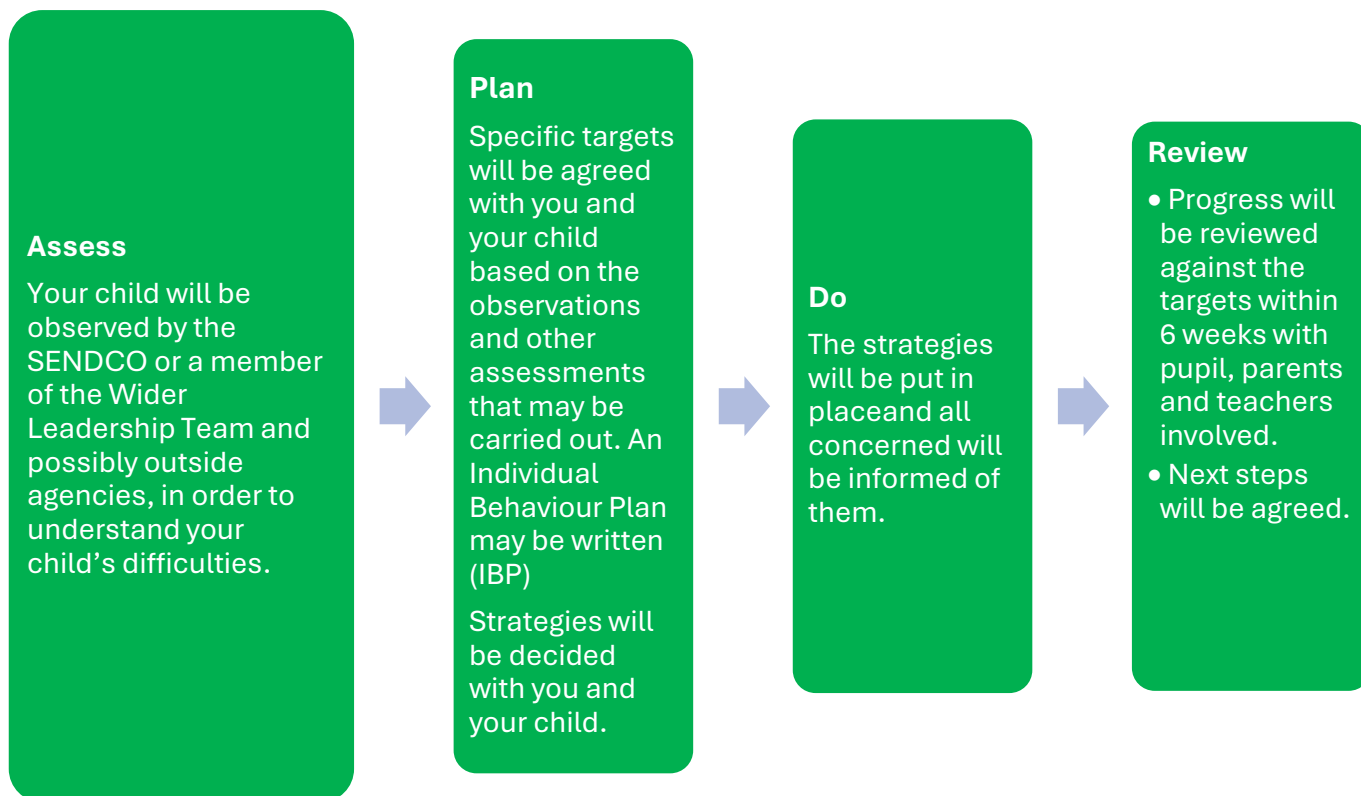 Assess
Your child will be
observed by the
SENDCO or a member
of the Wider
Leadership Team and
possibly outside
agencies, in order to
understand your
child’s difficulties.
Plan
Specific targets
will be agreed
with you and
your child
based on the
observations
and other
assessments
that may be
carried out. An
Individual
Behaviour Plan
may be written
(IBP)
Strategies will
be decided
with you and
your child.
Do
The strategies
will be put in
placeand all
concerned will
be informed of
them.
Review
• Progress will
be reviewed
against the
targets within
6 weeks with
pupil, parents
and teachers
involved.
• Next steps
will be agreed.